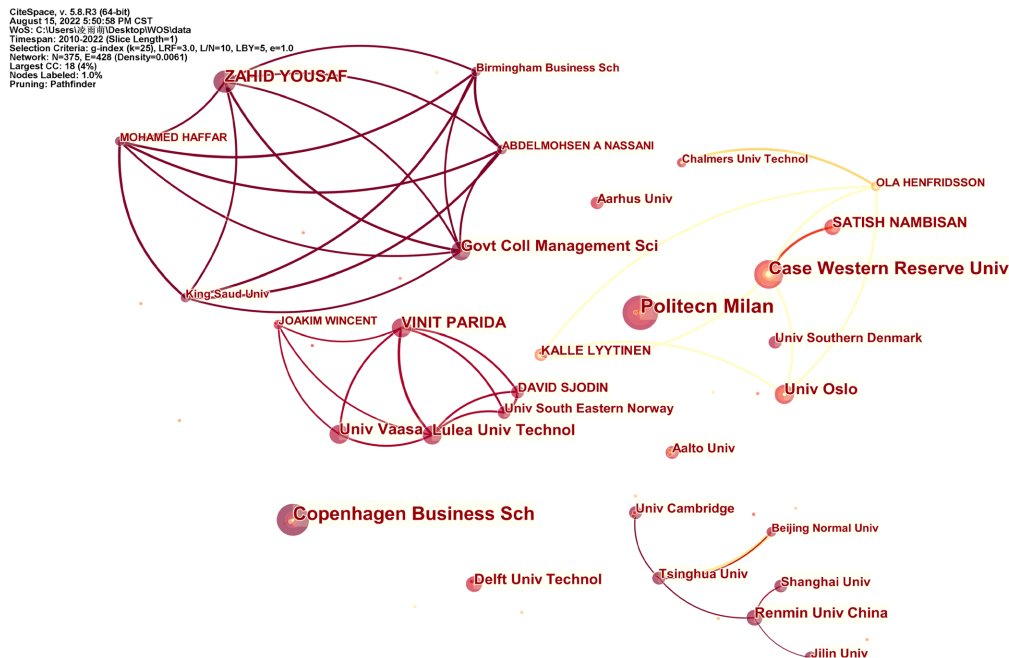 CiteSpace, v. 5.8.R3 (64-bit)
August 15, 2022 5:50:58 PM CST
WoS: C:\Users\凌雨萌\Desktop\WOS\data
Timespan: 2010-2022 (Slice Length=1)
Selection Criteria: g-index (k=25), LRF=3.0, L/N=10, LBY=5, e=1.0
Network: N=375, E=428 (Density=0.0061)
Largest CC: 18 (4%)
Nodes Labeled: 1.0%
Pruning: Pathfinder
Birmingham Business Sch
ZAHID YOUSAF
MOHAMED HAFFAR
ABDELMOHSEN A NASSANI
Chalmers Univ Technol
OLA HENFRIDSSON
Aarhus Univ
SATISH NAMBISAN
Govt Coll Management Sci
Case Western Reserve Univ
King Saud Univ
Politecn Milan
JOAKIM WINCENT
VINIT PARIDA
Univ Southern Denmark
KALLE LYYTINEN
DAVID SJODIN
Univ Oslo
Univ South Eastern Norway
Univ Vaasa
Lulea Univ Technol
Aalto Univ
Copenhagen Business Sch
Univ Cambridge
Beijing Normal Univ
Tsinghua Univ
Delft Univ Technol
Shanghai Univ
Renmin Univ China
Jilin Univ